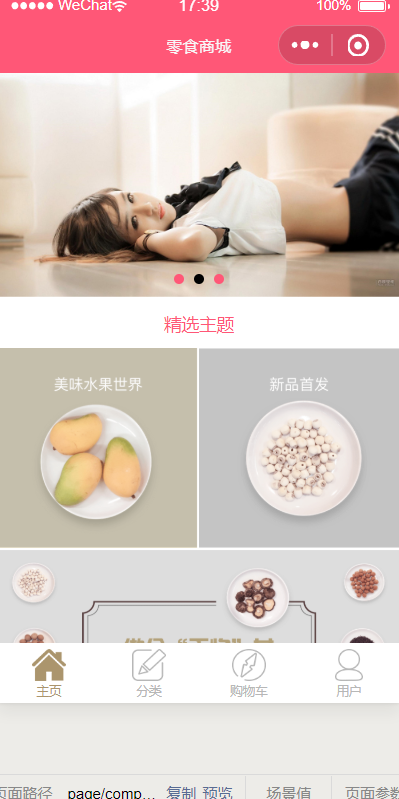 WeChat 17:39 100%
零食商城
精选主题
美味水果世界 新品首发
主页 分类 购物车 用户
页面路径 page/comp... 复制 预览 场景值 页面参数